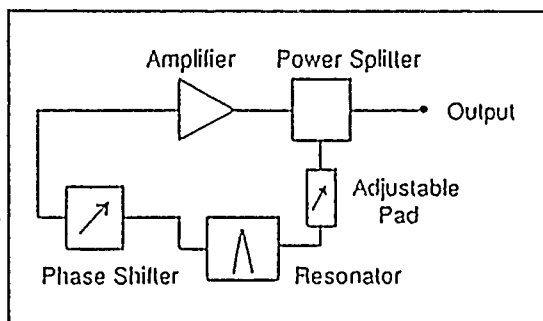 Amplifier
Power Splitter
Output
Adjustable
Pad
Phase Shifter
Resonator